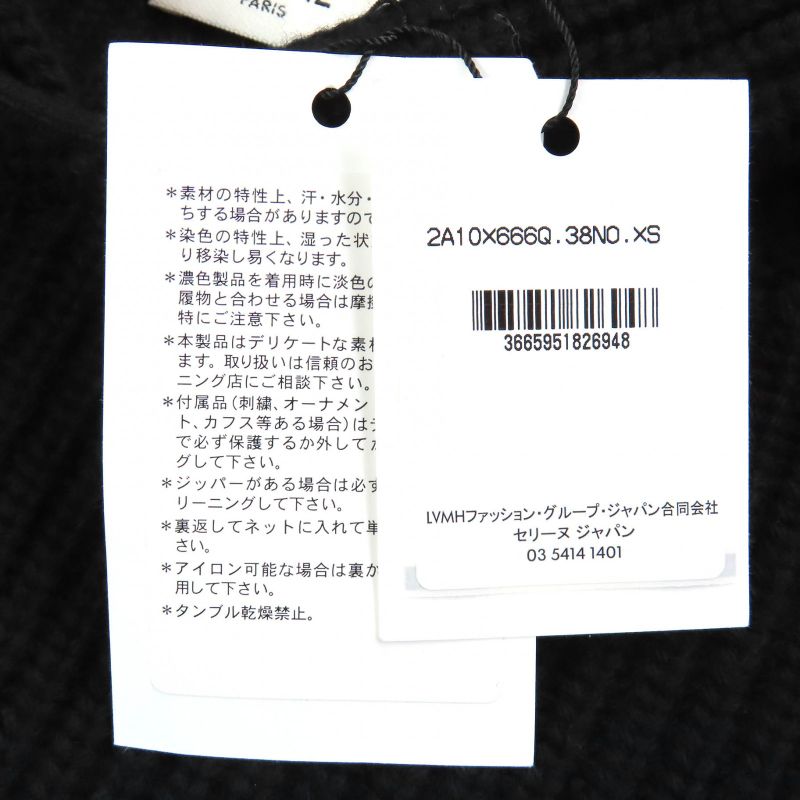 PARIS
*素材の特性上、汗・水分・
ちする場合がありますので
*染色の特性上、湿った状
り移染し易くなります。
*濃色製品を着用時に淡色の
履物と合わせる場合は摩擦
特にご注意下さい。
*本製品はデリケートな素材
ます。取り扱いは信頼のお
ニング店にご相談下さい。
*付属品(刺繍、オーナメン
ト、カフス等ある場合)は
で必ず保護するか外して
グして下さい。
*ジッパーがある場合は必ず
リーニングして下さい。
*裏返してネットに入れて単
さい。
*アイロン可能な場合は裏か
用して下さい。
*タンブル乾燥禁止。
2A10X666Q.38NO.XS
3665951826948
LVMHファッション・グループ・ジャパン合同会社
セリーヌ ジャパン
03 5414 1401